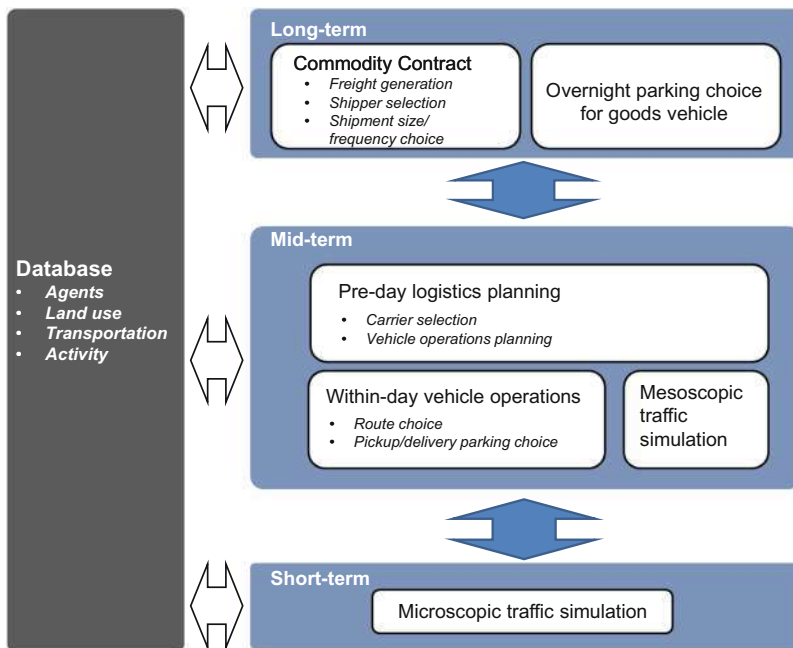 Long-term
Commodity Contract
• Freight generation
• Shipper selection
• Shipment size/
frequency choice
Overnight parking choice
for goods vehicle
Mid-term
Database
• Agents
• Land use
• Transportation
• Activity
Pre-day logistics planning
• Carrier selection
• Vehicle operations planning
Within-day vehicle operations
• Route choice
• Pickup/delivery parking choice
Mesoscopic
traffic
simulation
Short-term
Microscopic traffic simulation